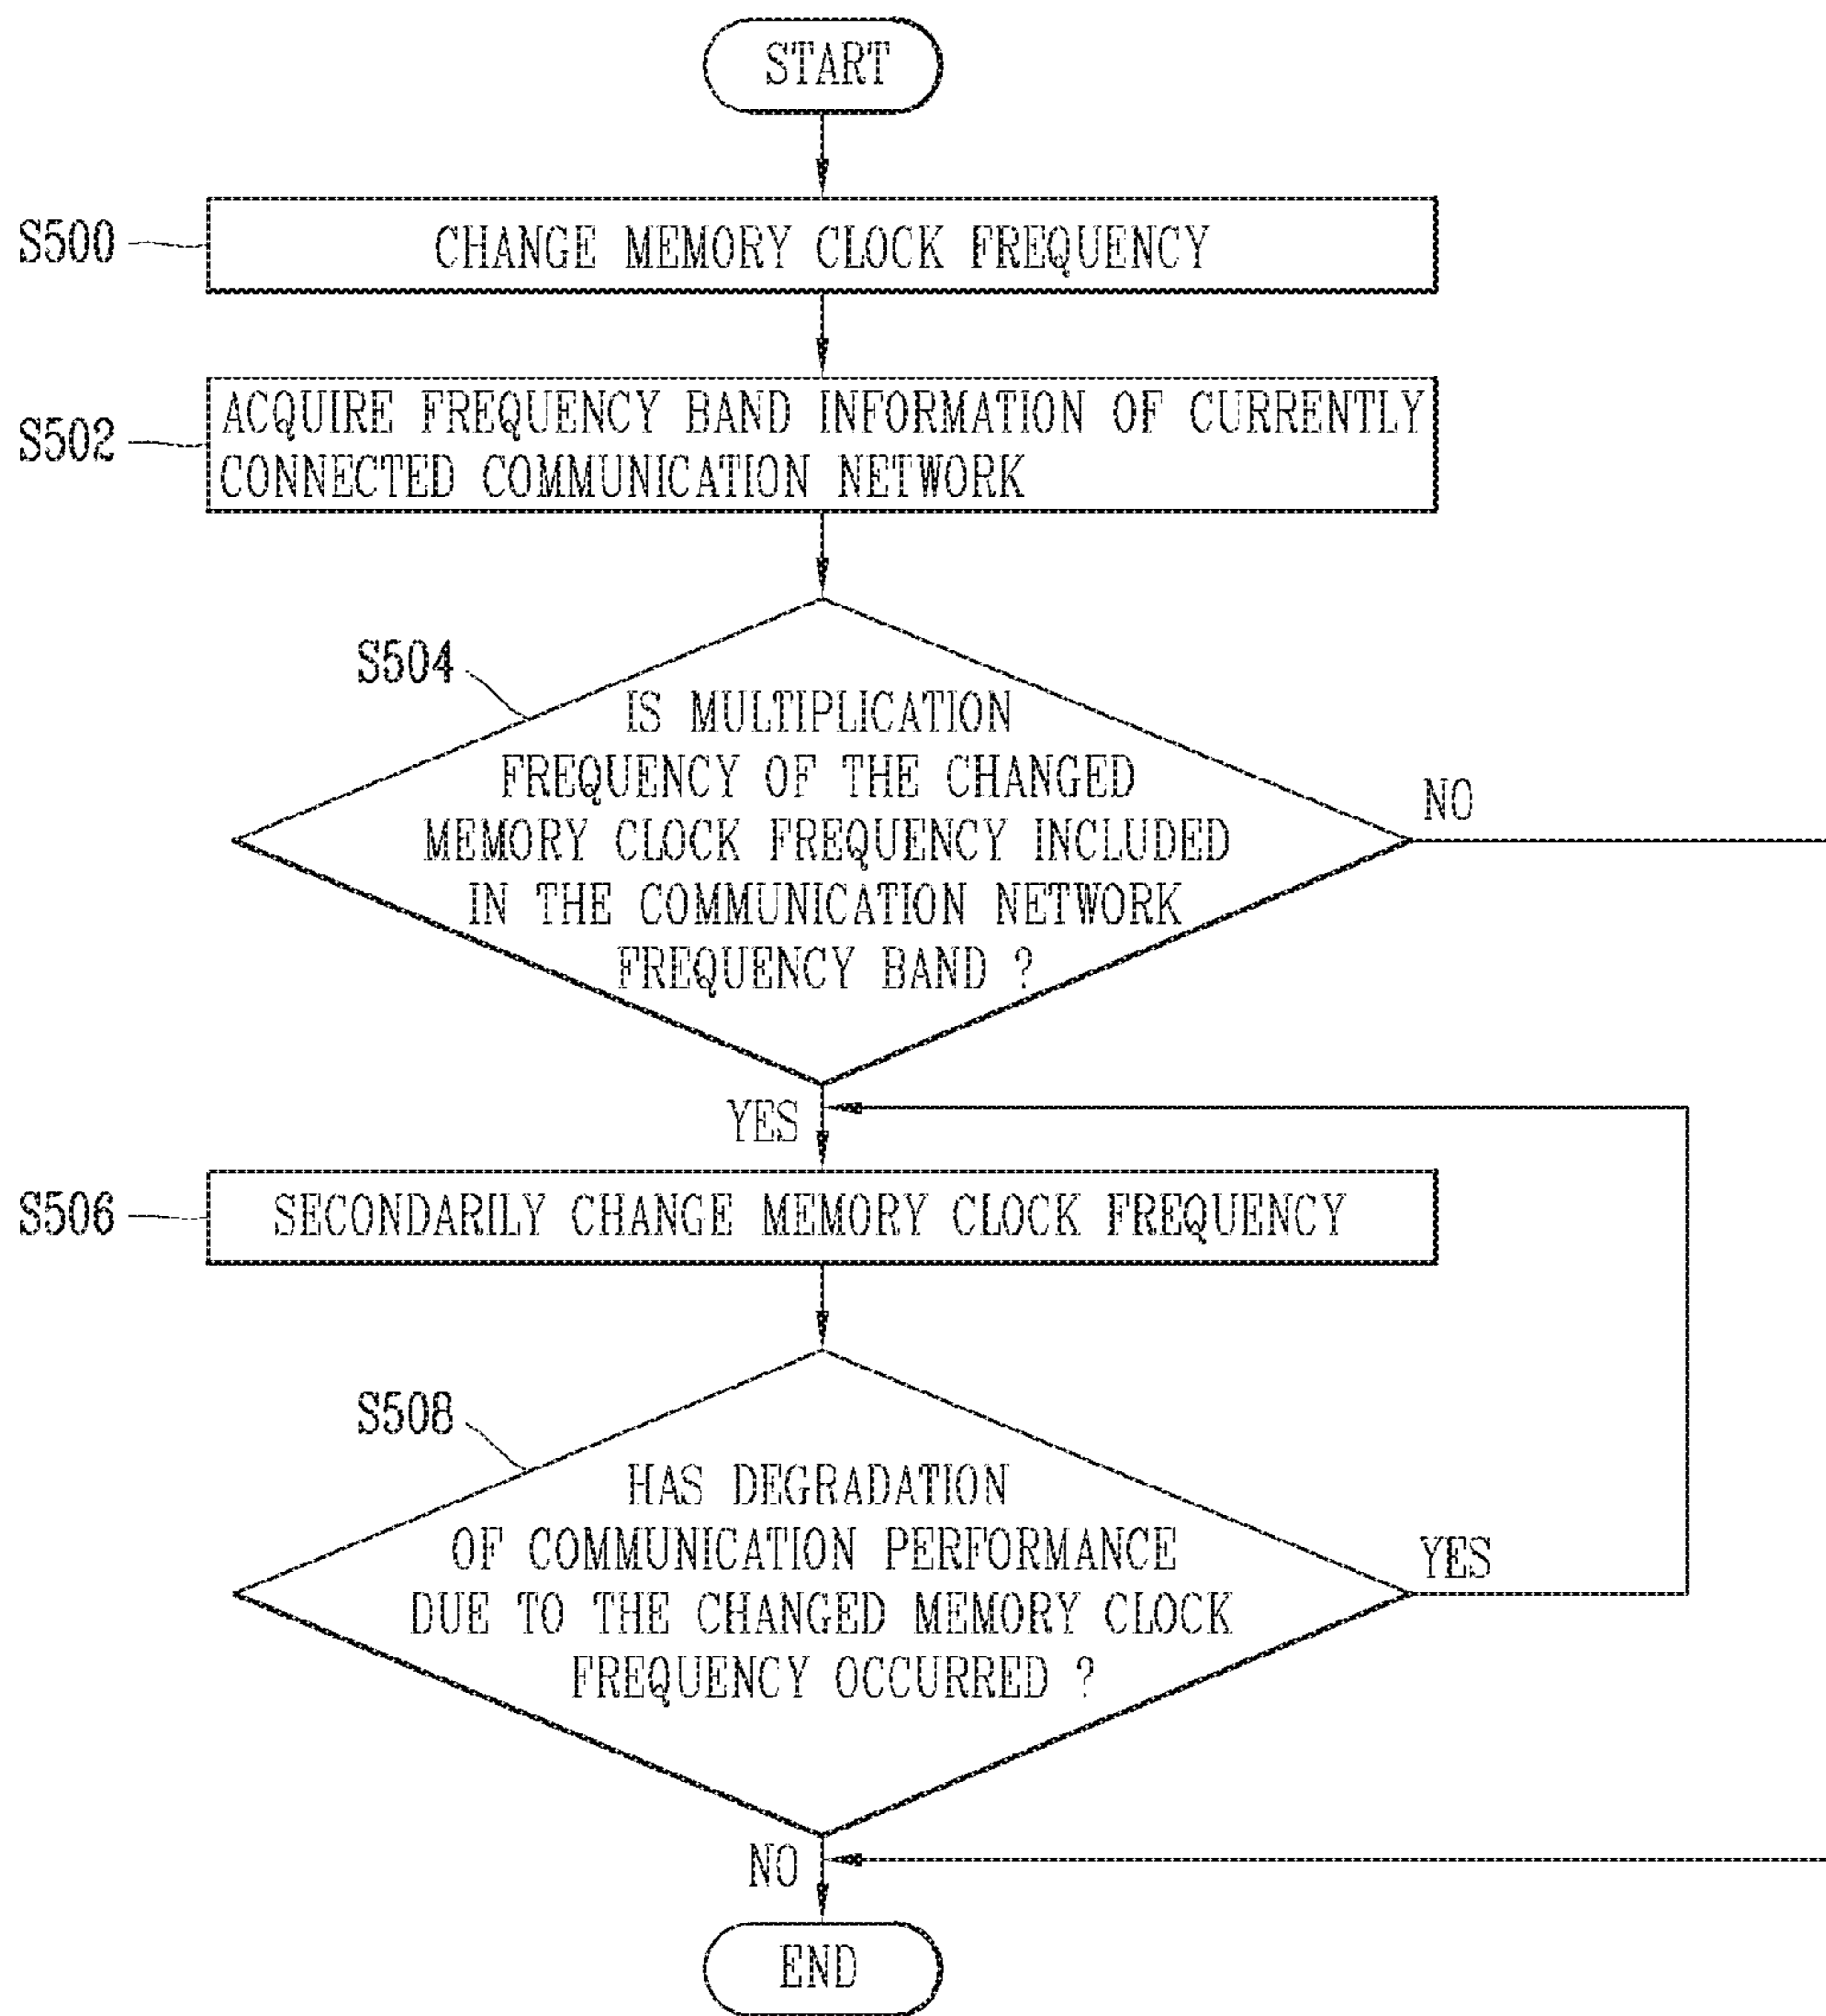 START
S500
CHANGE MEMORY CLOCK FREQUENCY
S502
ACQUIRE FREQUENCY BAND INFORMATION OF CURRENTLY
CONNECTED COMMUNICATION NETWORK
S504
IS MULTIPLICATION
FREQUENCY OF THE CHANGED
MEMORY CLOCK FREQUENCY INCLUDED
IN THE COMMUNICATION NETWORK
FREQUENCY BAND ?
NO
YES
S506
SECONDARILY CHANGE MEMORY CLOCK FREQUENCY
S508
HAS DEGRADATION
OF COMMUNICATION PERFORMANCE
DUE TO THE CHANGED MEMORY CLOCK
FREQUENCY OCCURRED ?
YES
NO
END